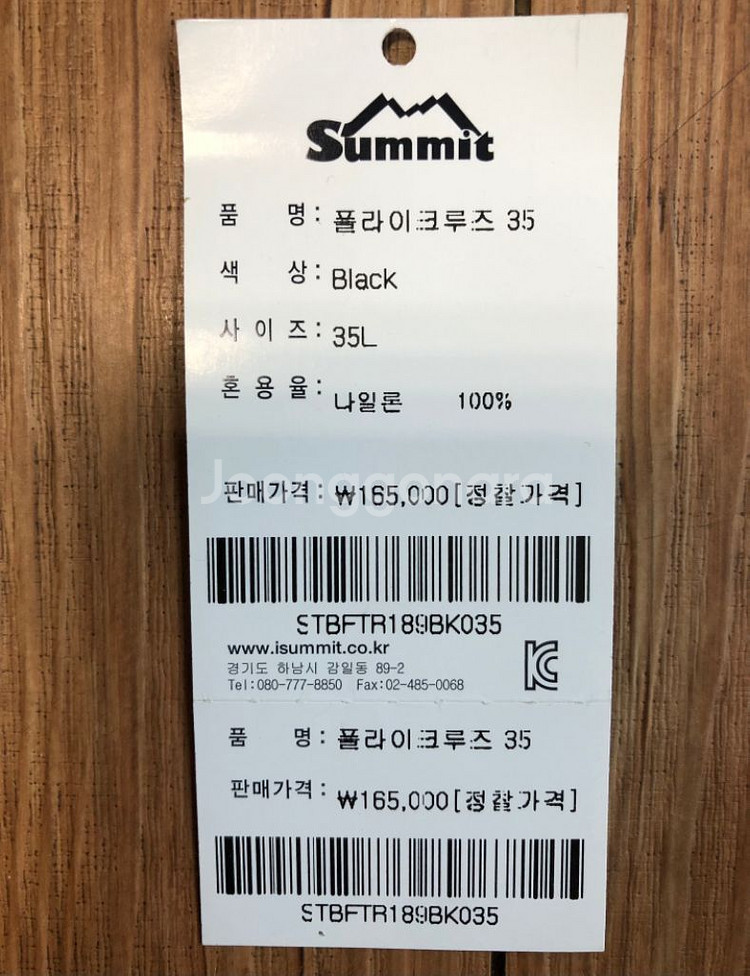 Summit
품 명 : 플라이크루즈 35
색 상 : Black
사 이 즈 : 35L
혼 용 율 : 나일론 100%
Joonggonara
판매가격 : ₩165,000[정찰가격]
STBFTR189BK035
www.isummit.co.kr
경기도 하남시 감일동 89-2
Tel:080-777-8850 Fax:02-485-0068
품 명 : 플라이크루즈 35
판매가격 : ₩165,000[정찰가격]
STBFTR189BK035